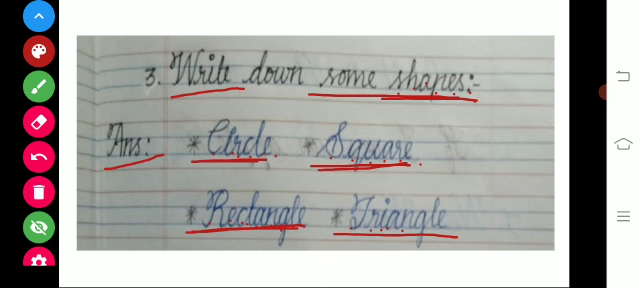 3. Write down some shapes:-
Ans: * Circle. * Square.
* Rectangle * Triangle